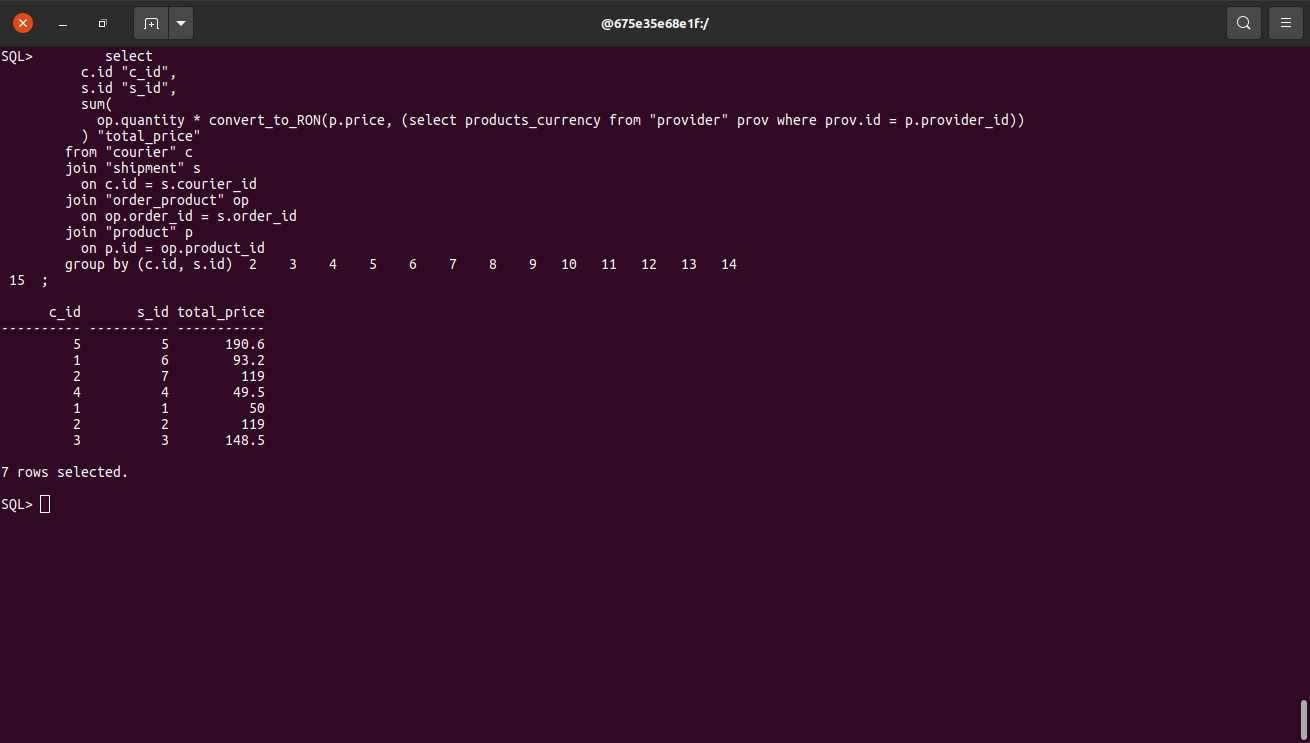 @675e35e68e1f:/
SQL>         select
          c.id "c_id",
          s.id "s_id",
          sum(
            op.quantity * convert_to_RON(p.price, (select products_currency from "provider" prov where prov.id = p.provider_id))
          ) "total_price"
        from "courier" c
        join "shipment" s
          on c.id = s.courier_id
        join "order_product" op
          on op.order_id = s.order_id
        join "product" p
          on p.id = op.product_id
        group by (c.id, s.id)  2    3    4    5    6    7    8    9   10   11   12   13   14
 15  ;
      c_id       s_id total_price
---------- ---------- -----------
         5          5       190.6
         1          6        93.2
         2          7         119
         4          4        49.5
         1          1          50
         2          2         119
         3          3       148.5
7 rows selected.
SQL>